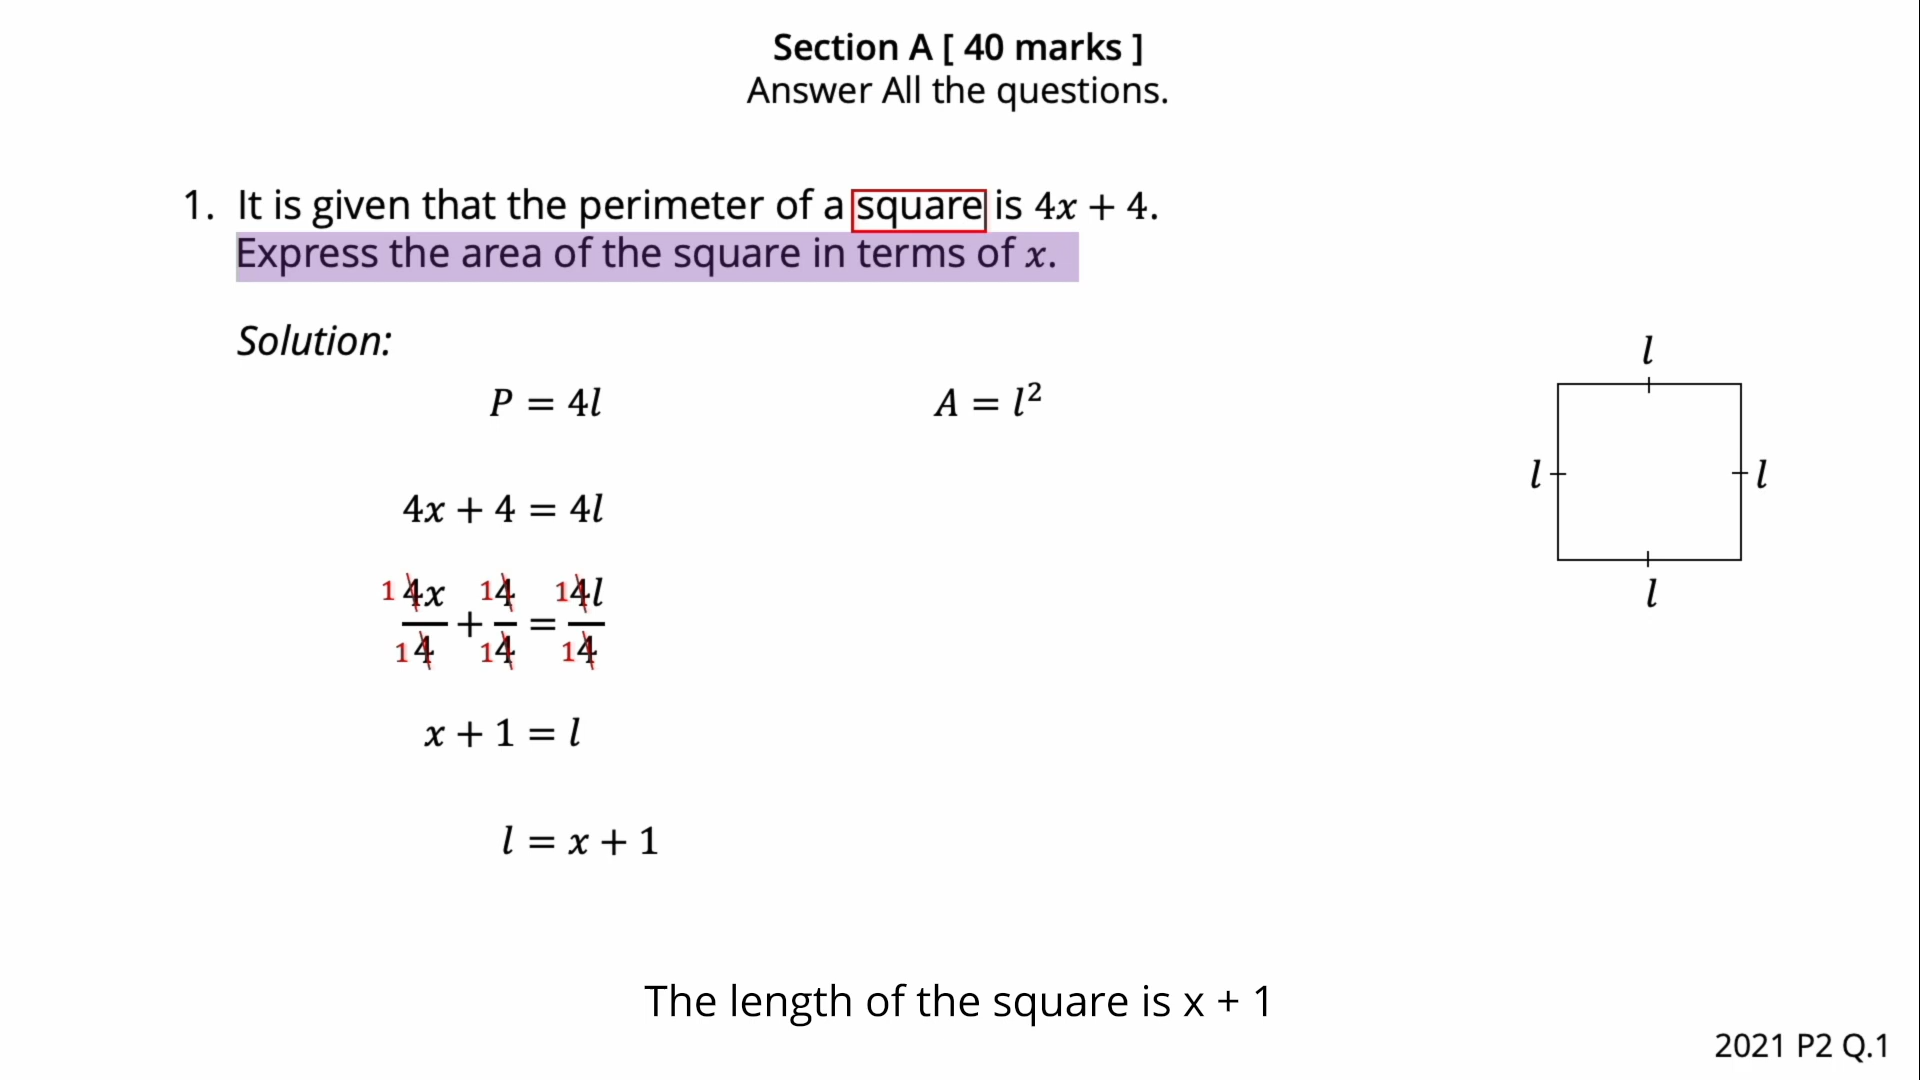 Section A [ 40 marks ]
Answer All the questions.
1. It is given that the perimeter of a square is 4x + 4.
Express the area of the square in terms of x.
Solution:
l
P = 4l
A = l²
l
l
4x + 4 = 4l
1 4x 1 4 1 4l
+ =
1 4 1 4 1 4
l
x + 1 = l
l = x + 1
The length of the square is x + 1
2021 P2 Q.1